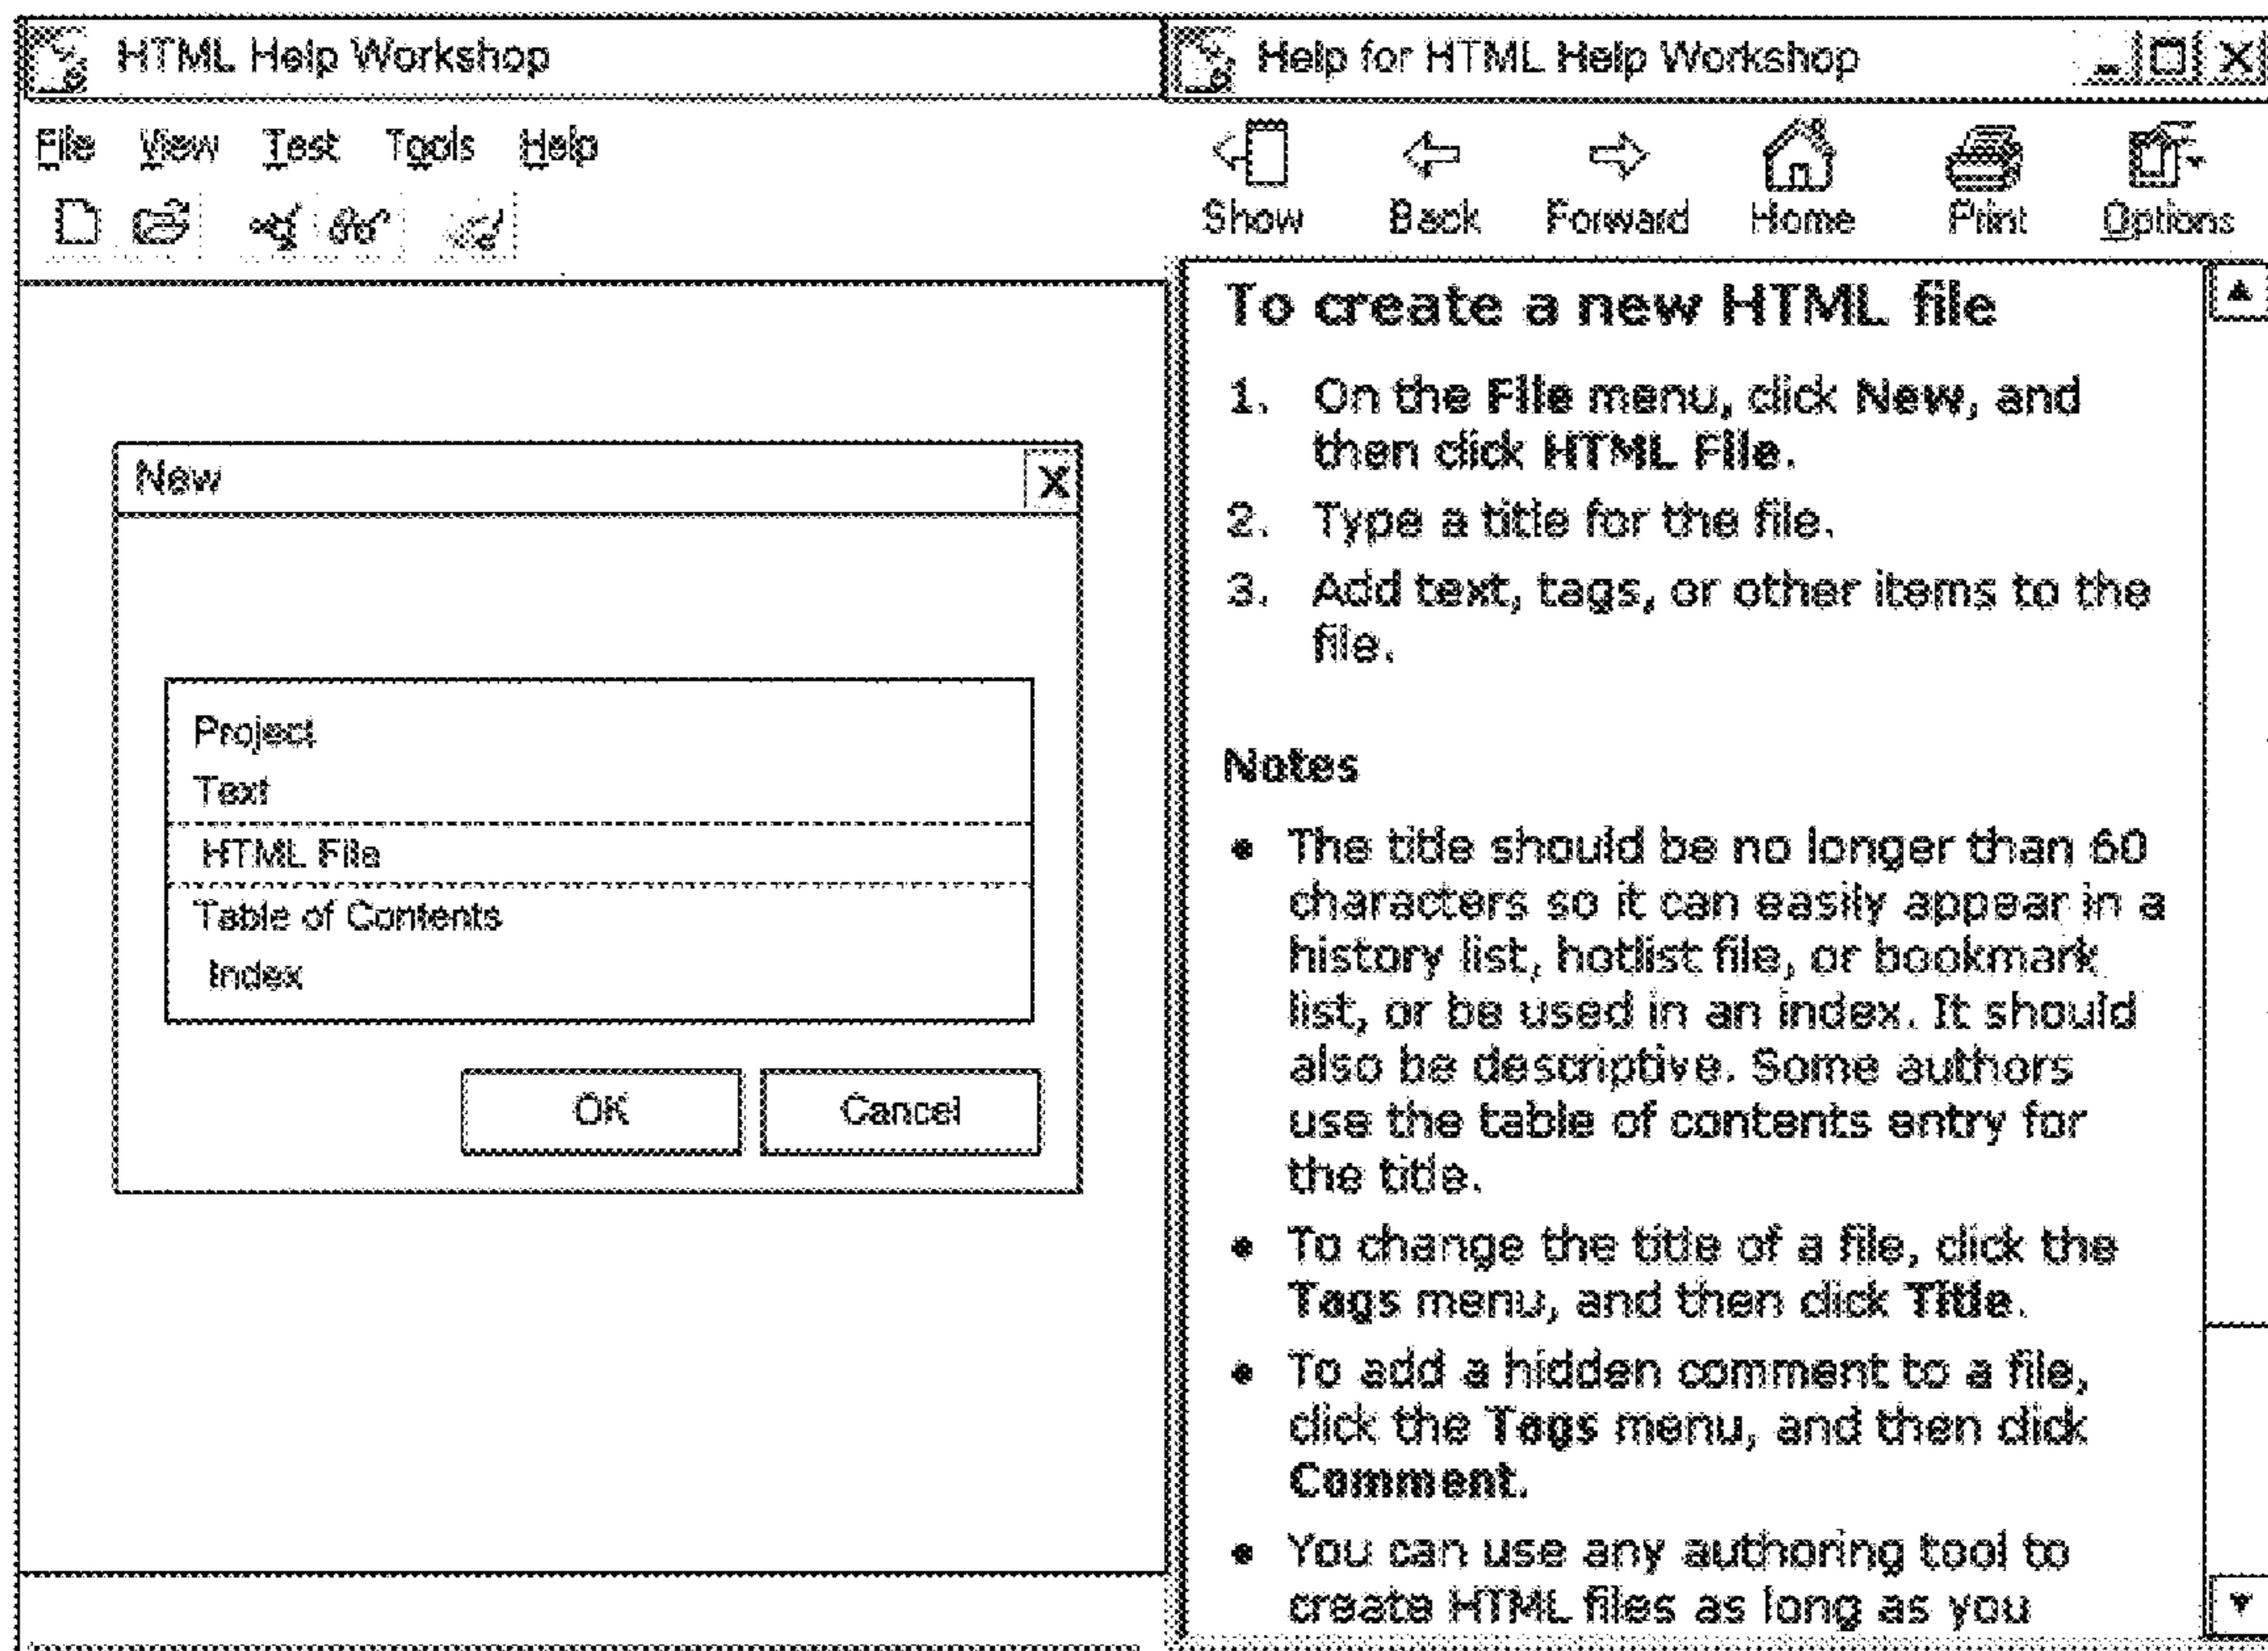 HTML Help Workshop
File View Test Tools Help
New
X
Project
Text
HTML File
Table of Contents
Index
OK Cancel
Help for HTML Help Workshop
Show Back Forward Home Print Options
To create a new HTML file
1. On the File menu, click New, and
then click HTML File.
2. Type a title for the file.
3. Add text, tags, or other items to the
file.
Notes
• The title should be no longer than 60
characters so it can easily appear in a
history list, hotlist file, or bookmark
list, or be used in an index. It should
also be descriptive. Some authors
use the table of contents entry for
the title.
• To change the title of a file, click the
Tags menu, and then click Title.
• To add a hidden comment to a file,
click the Tags menu, and then click
Comment.
• You can use any authoring tool to
create HTML files as long as you